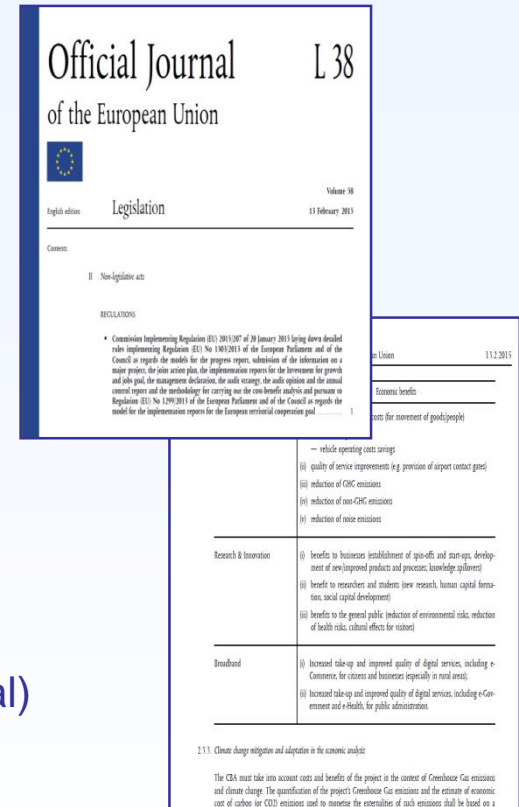 Official Journal L 38
of the European Union
Volume 58
English edition Legislation 13 February 2015
Contents
II Non-legislative acts
REGULATIONS
★ Commission Implementing Regulation (EU) 2015/207 of 20 January 2015 laying down detailed
rules implementing Regulation (EU) No 1303/2013 of the European Parliament and of the
Council as regards the models for the progress report, submission of the information on a
major project, the joint action plan, the implementation reports for the Investment for growth
and jobs goal, the management declaration, the audit strategy, the audit opinion and the annual
control report and the methodology for carrying out the cost-benefit analysis and pursuant to
Regulation (EU) No 1299/2013 of the European Parliament and of the Council as regards the
model for the implementation reports for the European territorial cooperation goal 1
n Union 13.2.2015
Economic benefits
costs (for movement of goods/people)
— vehicle operating costs savings
(ii) quality of service improvements (e.g. provision of airport contact gates)
(iii) reduction of GHG emissions
(iv) reduction of non-GHG emissions
(v) reduction of noise emissions
Research & Innovation (i) benefits to businesses (establishment of spin-offs and start-ups, develop-
ment of new/improved products and processes; knowledge spillovers)
(ii) benefit to researchers and students (new research, human capital forma-
tion, social capital development)
(iii) benefits to the general public (reduction of environmental risks, reduction
of health risks, cultural effects for visitors)
Broadband (i) Increased take-up and improved quality of digital services, including e-
Commerce, for citizens and businesses (especially in rural areas);
(ii) Increased take-up and improved quality of digital services, including e-Gov-
ernment and e-Health, for public administration.
al)
2.3.3. Climate change mitigation and adaptation in the economic analysis
The CBA must take into account costs and benefits of the project in the context of Greenhouse Gas emissions
and climate change. The quantification of the project's Greenhouse Gas emissions and the estimate of economic
cost of carbon (or CO2) emissions used to monetise the externalities of such emissions shall be based on a